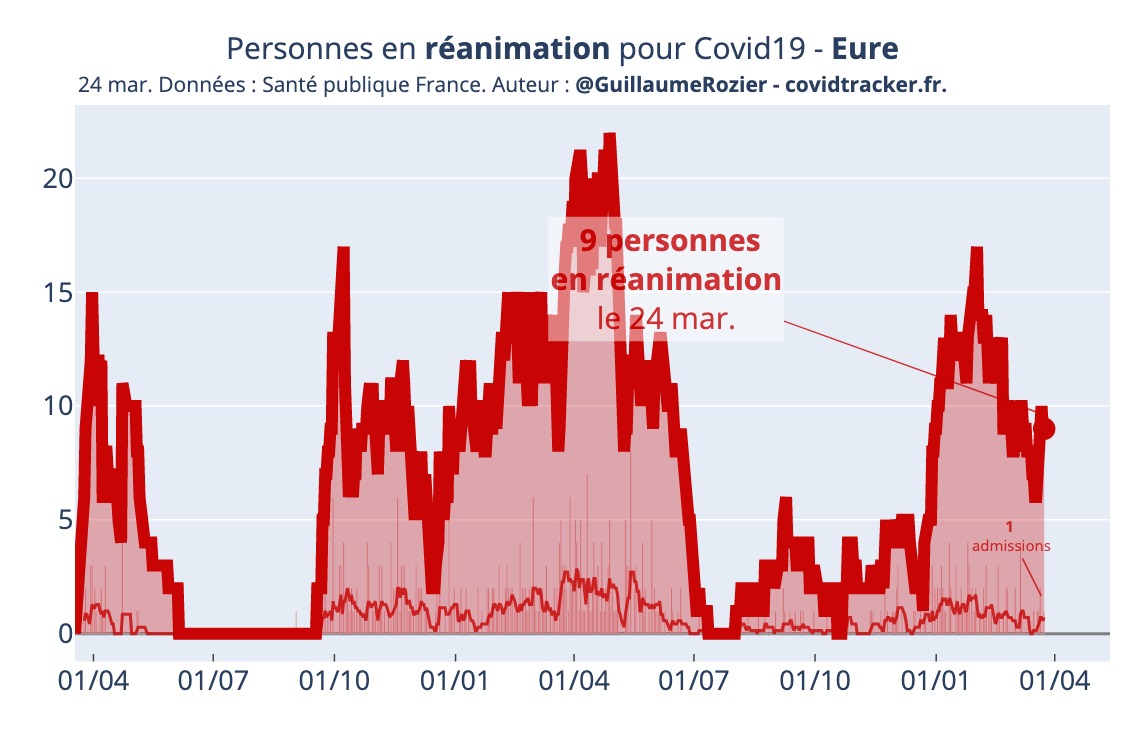 Personnes en réanimation pour Covid19 - Eure
24 mar. Données : Santé publique France. Auteur : @GuillaumeRozier - covidtracker.fr.
20
15
10
5
0
9 personnes
en réanimation
le 24 mar.
1
admissions
01/04 01/07 01/10 01/01 01/04 01/07 01/10 01/01 01/04